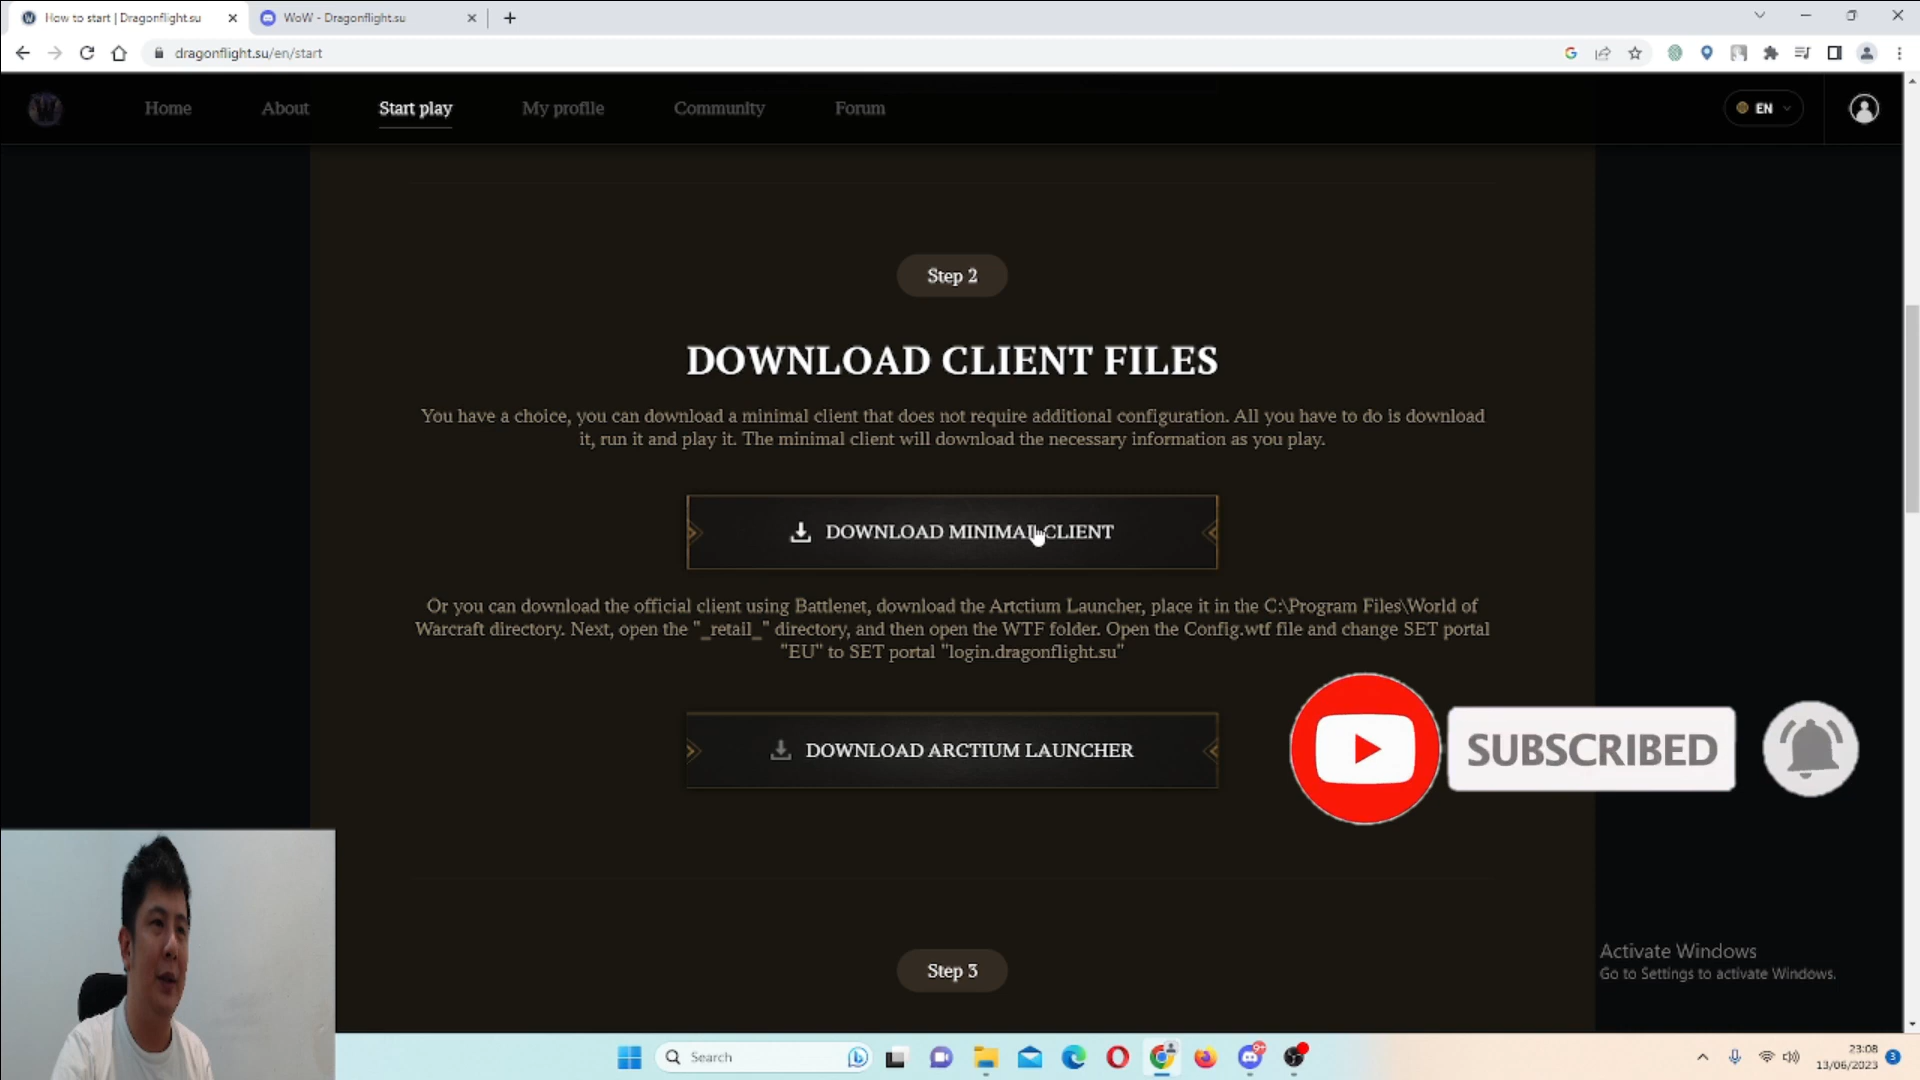 How to start | Dragonflight.su
WoW - Dragonflight.su
dragonflight.su/en/start
Home
About
Start play
My profile
Community
Forum
EN
Step 2
DOWNLOAD CLIENT FILES
You have a choice, you can download a minimal client that does not require additional configuration. All you have to do is download
it, run it and play it. The minimal client will download the necessary information as you play.
DOWNLOAD MINIMAL CLIENT
Or you can download the official client using Battlenet, download the Artctium Launcher, place it in the C:\Program Files\World of
Warcraft directory. Next, open the "_retail_" directory, and then open the WTF folder. Open the Config.wtf file and change SET portal
"EU" to SET portal "login.dragonflight.su"
DOWNLOAD ARCTIUM LAUNCHER
SUBSCRIBED
Step 3
Activate Windows
Go to Settings to activate Windows.
Search
9+
23:08
13/06/2023
3